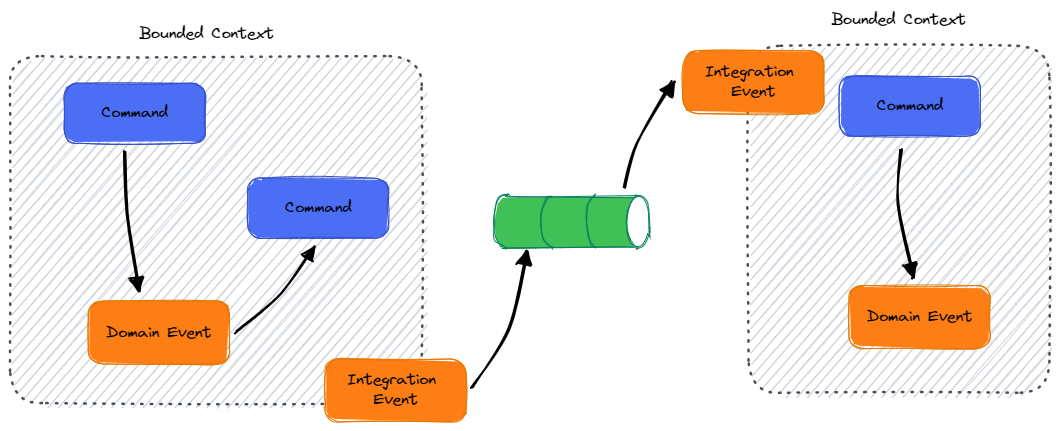 Bounded Context
Command
Command
Domain Event
Integration
Event
Bounded Context
Integration
Event
Command
Domain Event